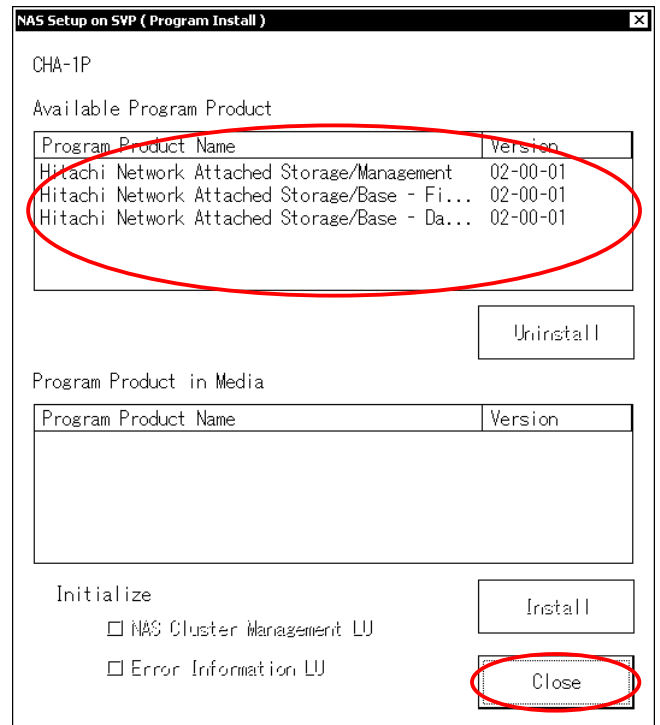 NAS Setup on SVP ( Program Install )
CHA-1P
Available Program Product
Program Product Name Version
Hitachi Network Attached Storage/Management 02-00-01
Hitachi Network Attached Storage/Base - Fi... 02-00-01
Hitachi Network Attached Storage/Base - Da... 02-00-01
Uninstall
Program Product in Media
Program Product Name Version
Initialize
Install
NAS Cluster Management LU
Error Information LU
Close